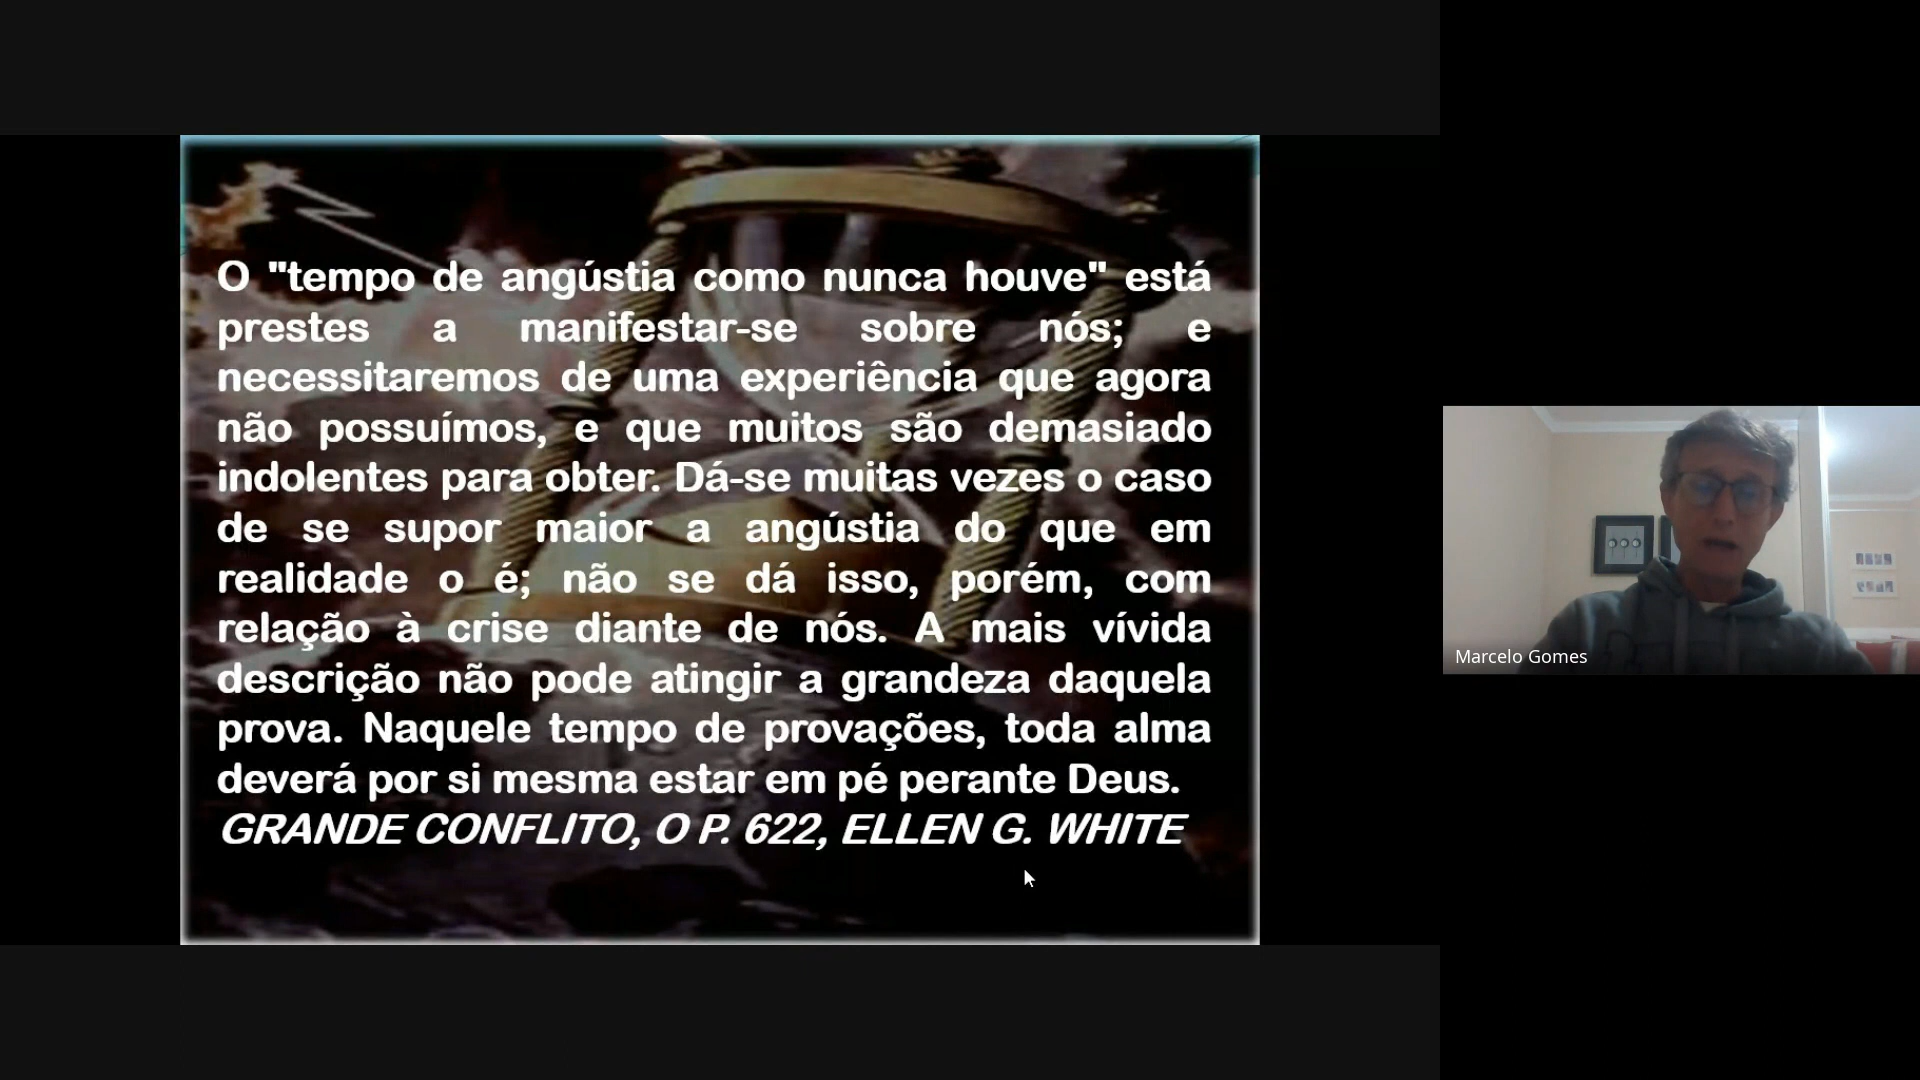 O "tempo de angústia como nunca houve" está
prestes a manifestar-se sobre nós; e
necessitaremos de uma experiência que agora
não possuímos, e que muitos são demasiado
indolentes para obter. Dá-se muitas vezes o caso
de se supor maior a angústia do que em
realidade o é; não se dá isso, porém, com
relação à crise diante de nós. A mais vívida
descrição não pode atingir a grandeza daquela
prova. Naquele tempo de provações, toda alma
deverá por si mesma estar em pé perante Deus.
GRANDE CONFLITO, O P. 622, ELLEN G. WHITE
Marcelo Gomes